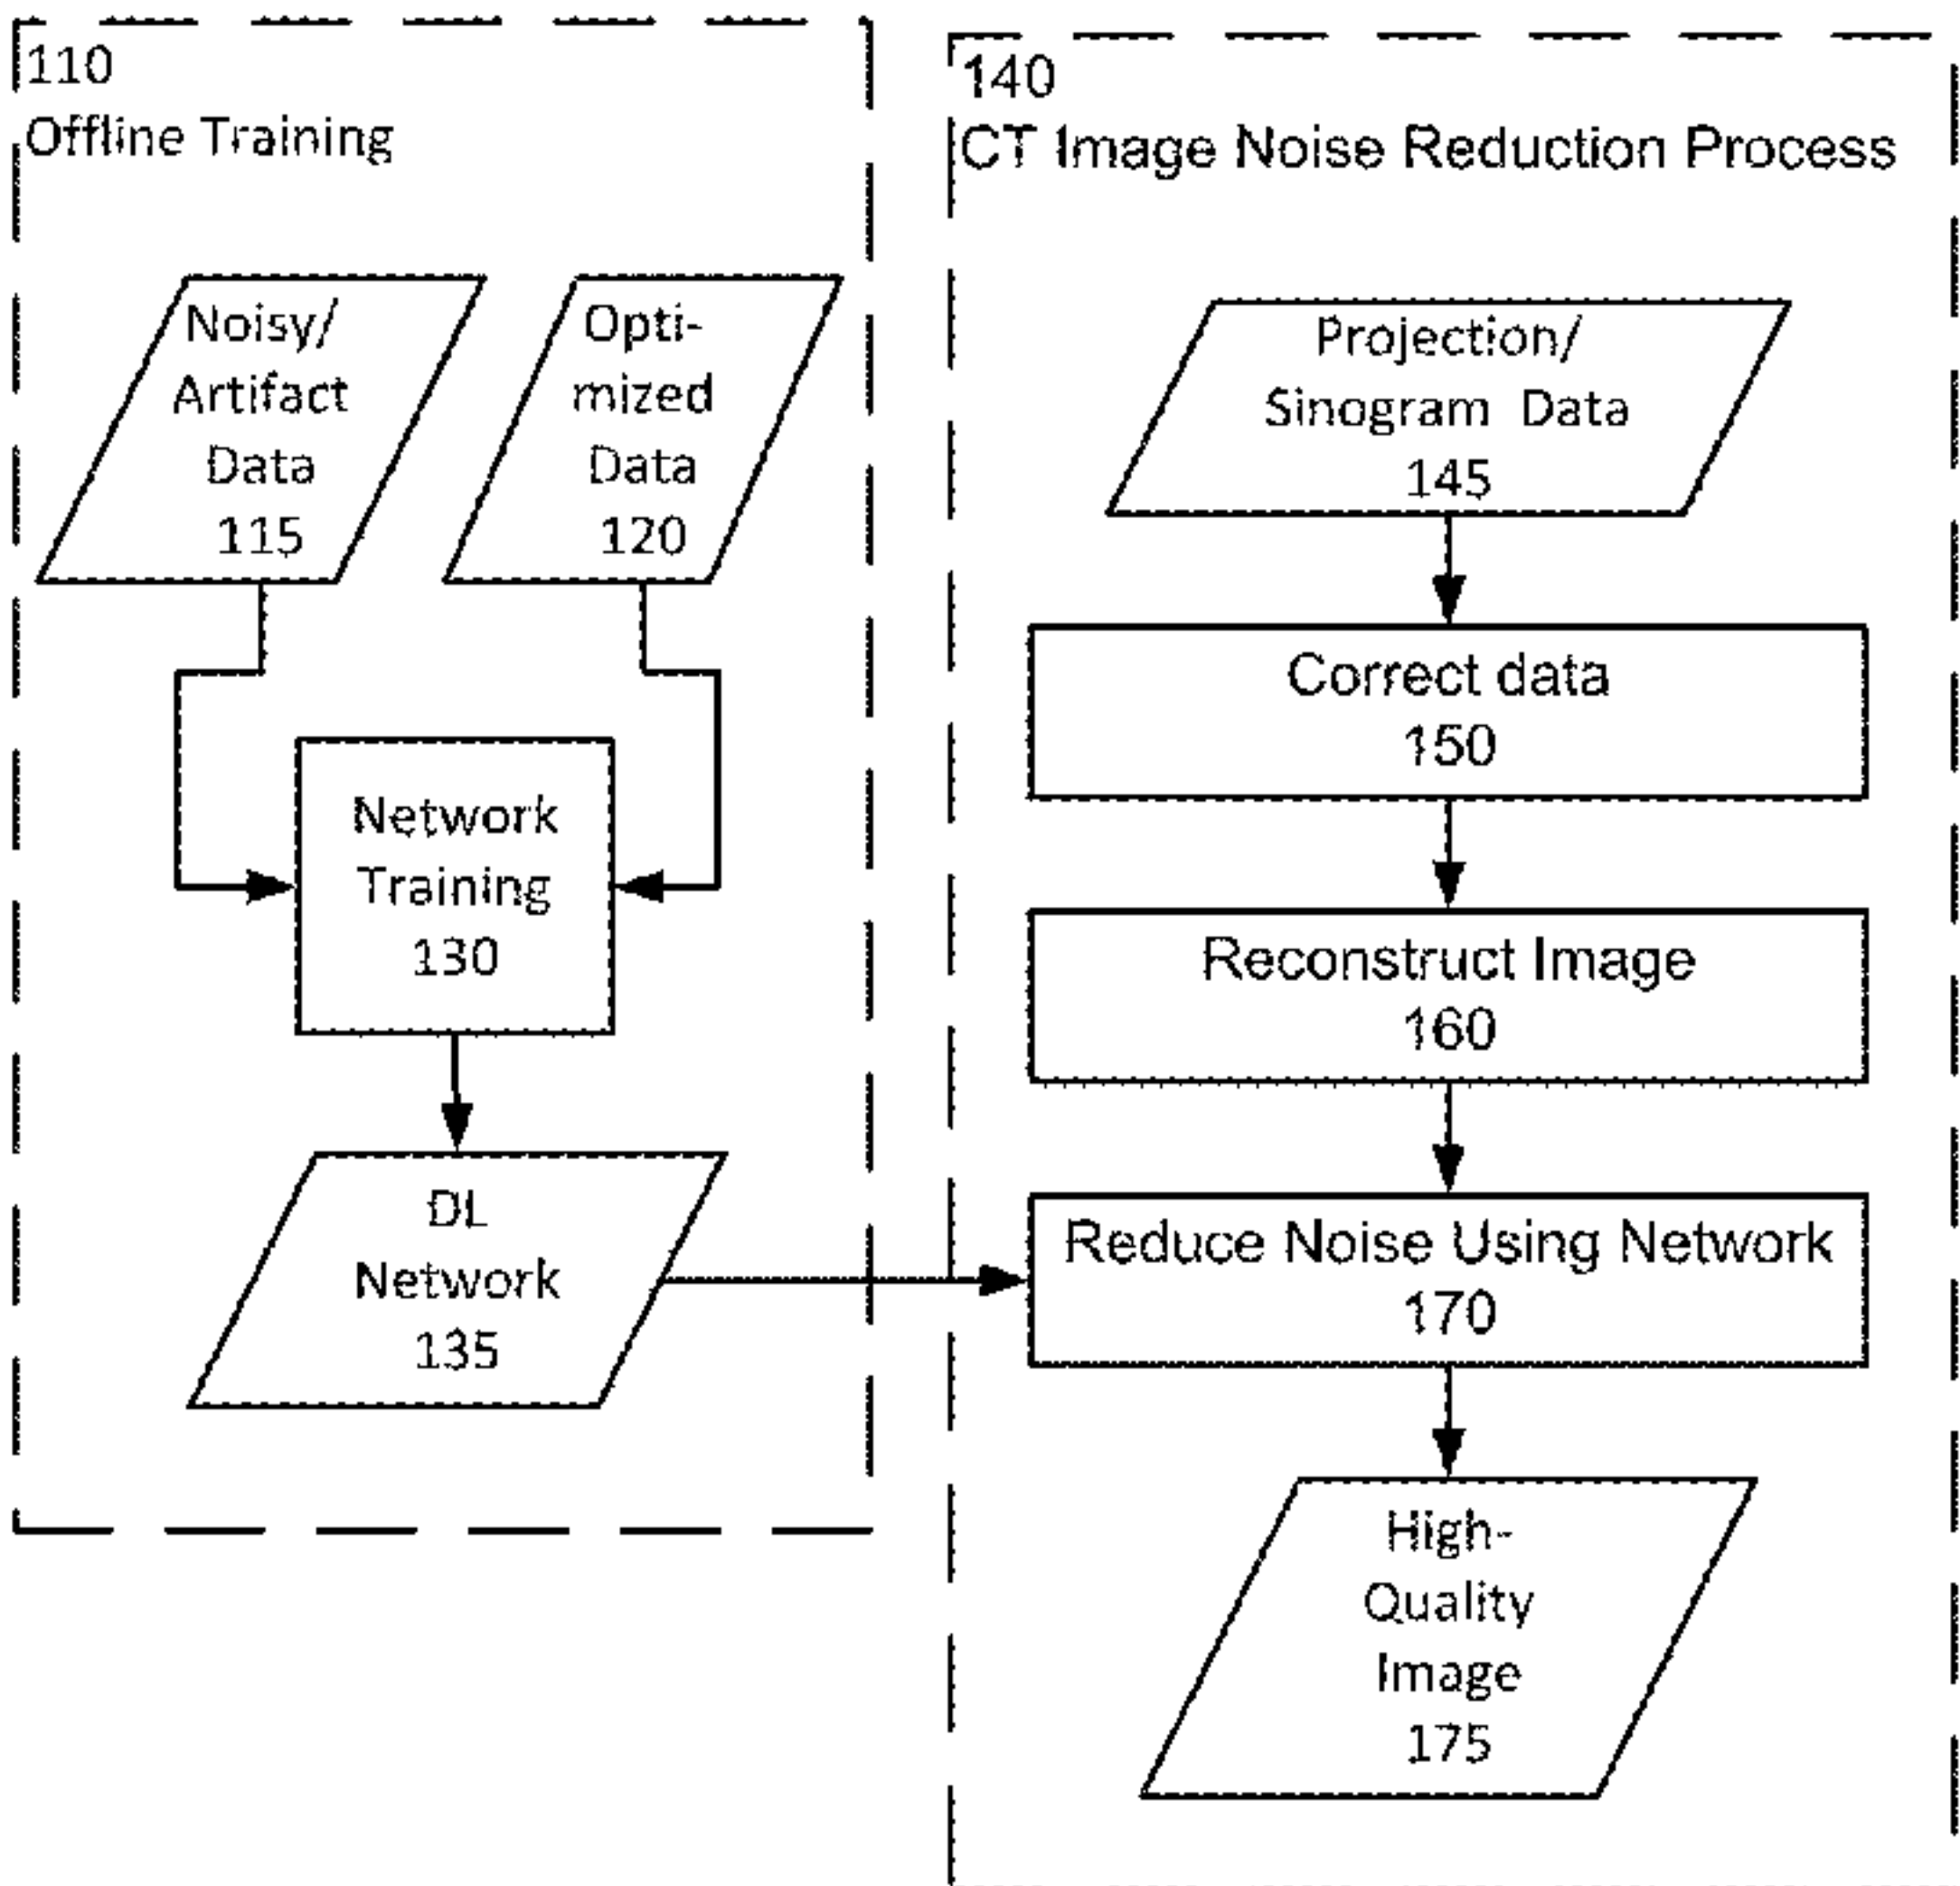 110
Offline Training
Noisy/
Artifact
Data
115
Opti-
mized
Data
120
Network
Training
130
DL
Network
135
140
CT Image Noise Reduction Process
Projection/
Sinogram Data
145
Correct data
150
Reconstruct Image
160
Reduce Noise Using Network
170
High-
Quality
Image
175